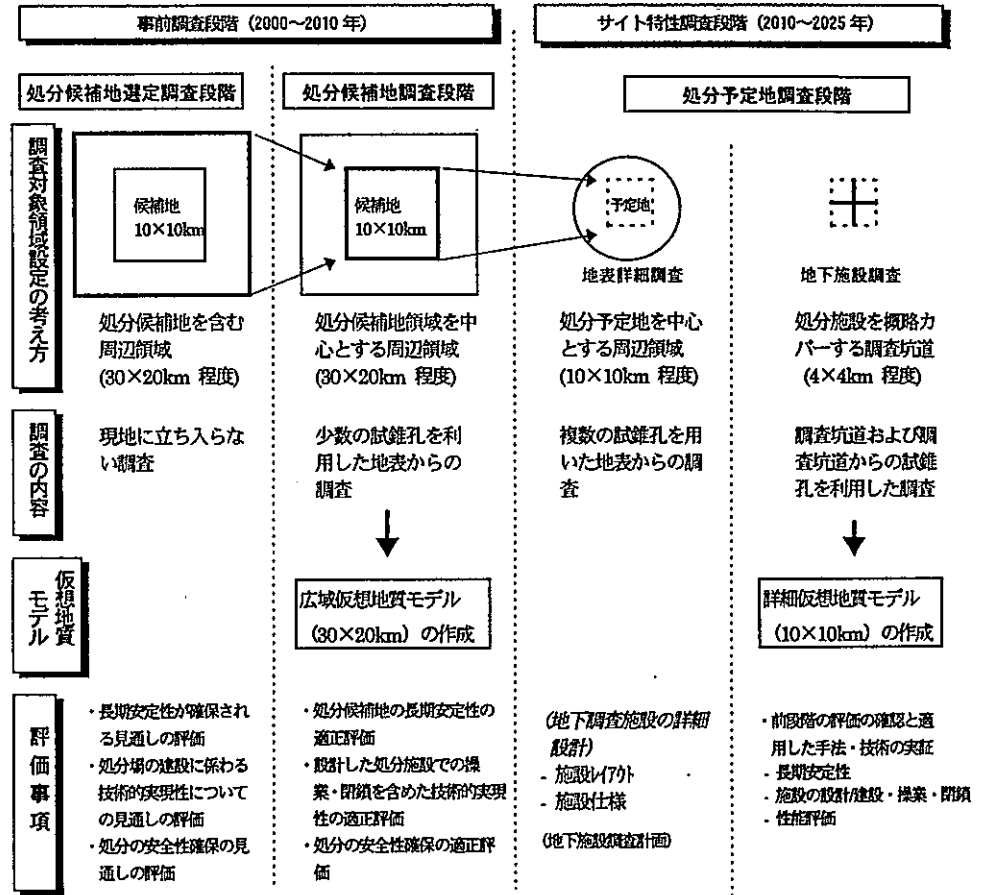 事前調査段階（2000～2010 年）
サイト特性調査段階（2010～2025 年）
処分候補地選定調査段階
処分候補地調査段階
処分予定地調査段階
調査対象領域設定の考え方
候補地
10×10km
処分候補地を含む
周辺領域
(30×20km 程度)
候補地
10×10km
処分候補地領域を中
心とする周辺領域
(30×20km 程度)
予定地
地表詳細調査
処分予定地を中心
とする周辺領域
(10×10km 程度)
地下施設調査
処分施設を概略カ
バーする調査坑道
(4×4km 程度)
調査の内容
現地に立ち入らな
い調査
少数の試錐孔を利
用した地表からの
調査
複数の試錐孔を用
いた地表からの調
査
調査坑道および調
査坑道からの試錐
孔を利用した調査
仮想地質
モデル
広域仮想地質モデル
（30×20km）の作成
詳細仮想地質モデル
（10×10km）の作成
評価事項
・長期安定性が確保され
る見通しの評価
・処分場の建設に係わる
技術的実現性について
の見通しの評価
・処分の安全性確保の見
通しの評価
・処分候補地の長期安定性の
適正評価
・設計した処分施設での操
業・閉鎖を含めた技術的実現
性の適正評価
・処分の安全性確保の適正評
価
(地下調査施設の詳細
設計)
- 施設レイアウト
- 施設仕様
(地下施設調査計画)
・前段階の評価の確認と適
用した手法・技術の実証
- 長期安定性
- 施設の設計/建設・操業・閉鎖
- 性能評価